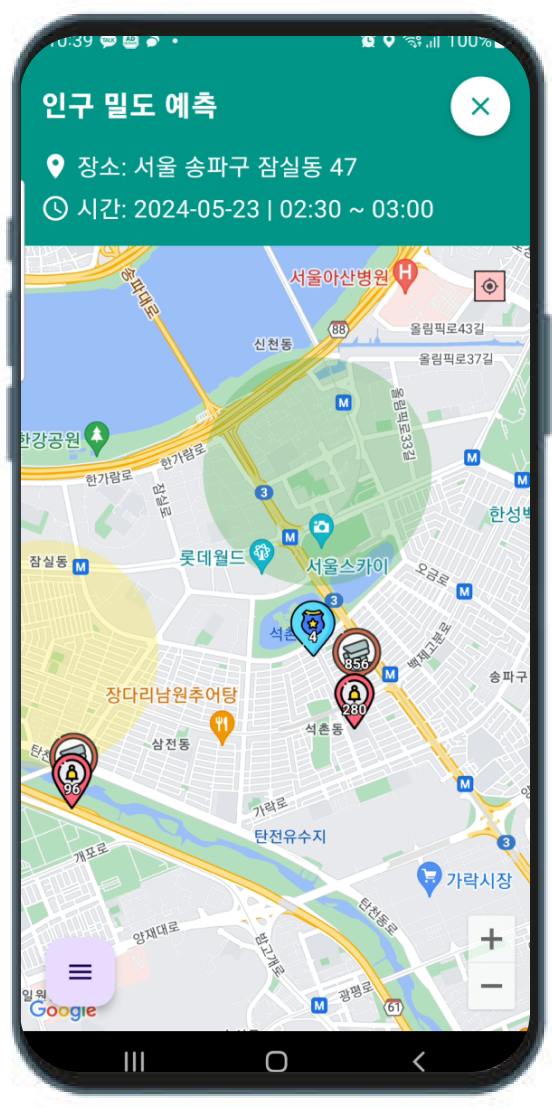 10:39
100%
인구 밀도 예측
장소: 서울 송파구 잠실동 47
시간: 2024-05-23 | 02:30 ~ 03:00
송파대로
서울아산병원 H
88
올림픽로43길
신천동
올림픽로37길
M
올림픽로33길
한강공원
한가람로
한가람로
M
M
잠실로
3
한성백
M
롯데월드
서울스카이
잠실동 M
오금로
M
3
석촌
4
856
백제고분로
M
송파구
280
장다리남원추어탕
석촌동
삼전동
탄천
96
M
가락로
탄전유수지
3
개포로
가락시장
탄천동로
양재대로
밤고개로
일원
M
광평로
61
Google